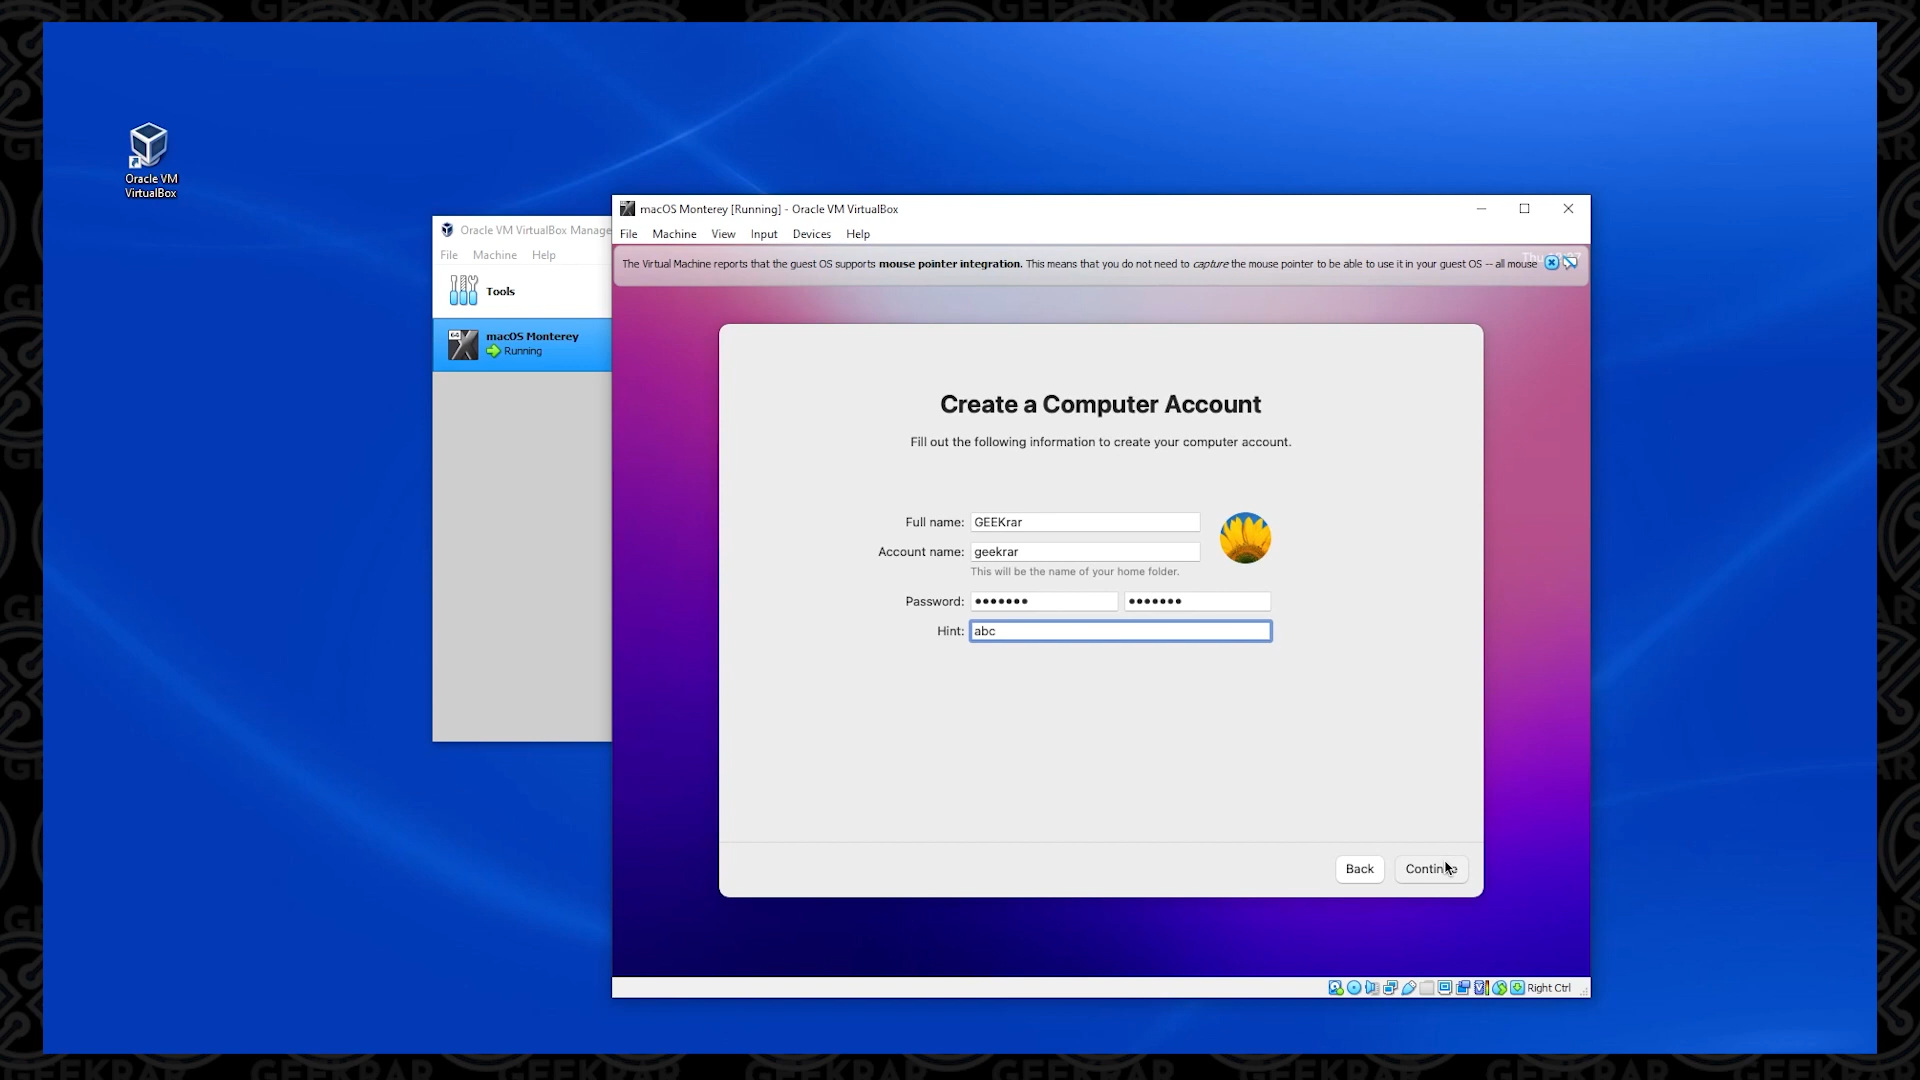 Oracle VM
VirtualBox
Oracle VM VirtualBox Manage
File Machine Help
Tools
macOS Monterey
Running
macOS Monterey [Running] - Oracle VM VirtualBox
File Machine View Input Devices Help
The Virtual Machine reports that the guest OS supports mouse pointer integration. This means that you do not need to capture the mouse pointer to be able to use it in your guest OS -- all mouse
Create a Computer Account
Fill out the following information to create your computer account.
Full name: GEEKrar
Account name: geekrar
This will be the name of your home folder.
Password: ••••••• •••••••
Hint: abc
Back Continue
Right Ctrl